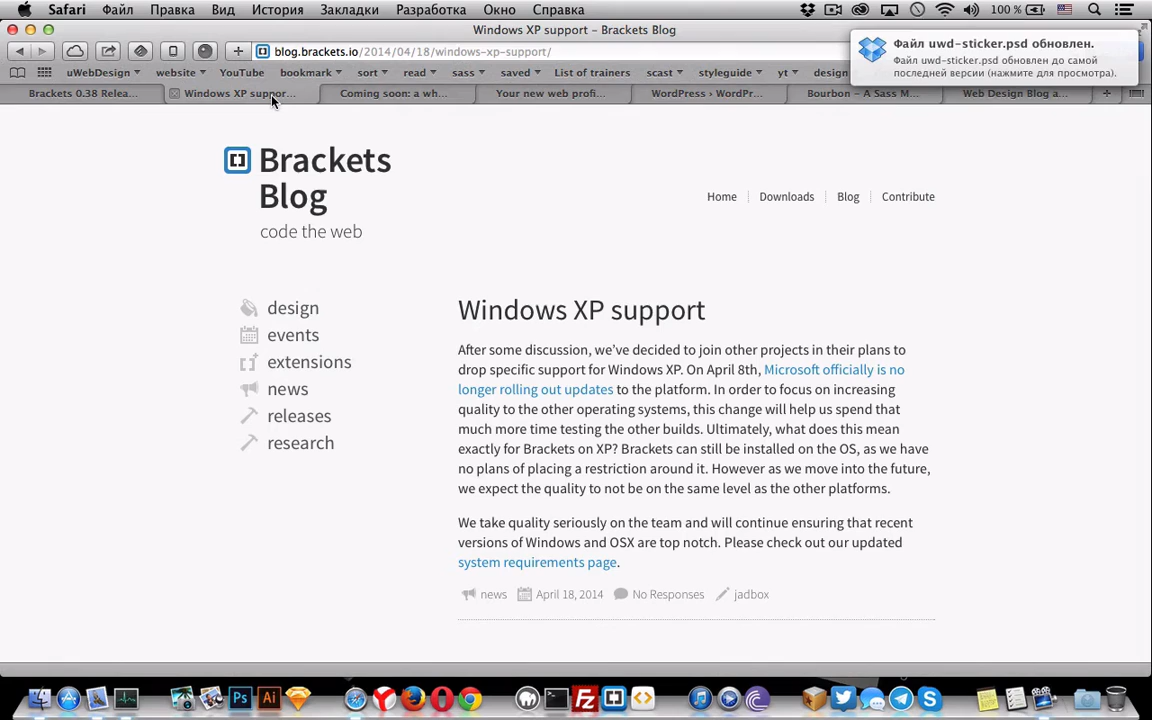 Safari Файл Правка Вид История Закладки Разработка Окно Справка 100 %
Windows XP support – Brackets Blog
blog.brackets.io/2014/04/18/windows-xp-support/
Файл uwd-sticker.psd обновлен.
Файл uwd-sticker.psd обновлен до самой
последней версии (нажмите для просмотра).
uWebDesign website YouTube bookmark sort read sass saved List of trainers scast styleguide yt design
Brackets 0.38 Relea... Windows XP suppor... Coming soon: a wh... Your new web profi... WordPress › WordPr... Bourbon – A Sass M... Web Design Blog a...
Brackets
Blog
code the web
Home Downloads Blog Contribute
design
events
extensions
news
releases
research
Windows XP support
After some discussion, we've decided to join other projects in their plans to
drop specific support for Windows XP. On April 8th, Microsoft officially is no
longer rolling out updates to the platform. In order to focus on increasing
quality to the other operating systems, this change will help us spend that
much more time testing the other builds. Ultimately, what does this mean
exactly for Brackets on XP? Brackets can still be installed on the OS, as we have
no plans of placing a restriction around it. However as we move into the future,
we expect the quality to not be on the same level as the other platforms.
We take quality seriously on the team and will continue ensuring that recent
versions of Windows and OSX are top notch. Please check out our updated
system requirements page.
news April 18, 2014 No Responses jadbox
Ps Ai Fz